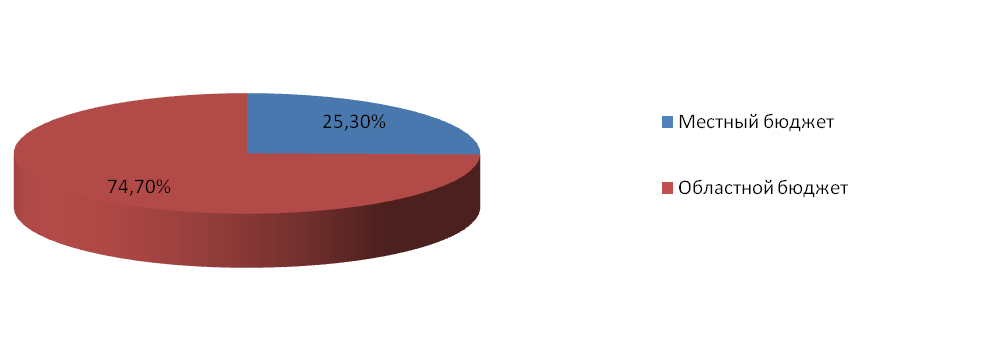 25,30%
74,70%
Местный бюджет
Областной бюджет